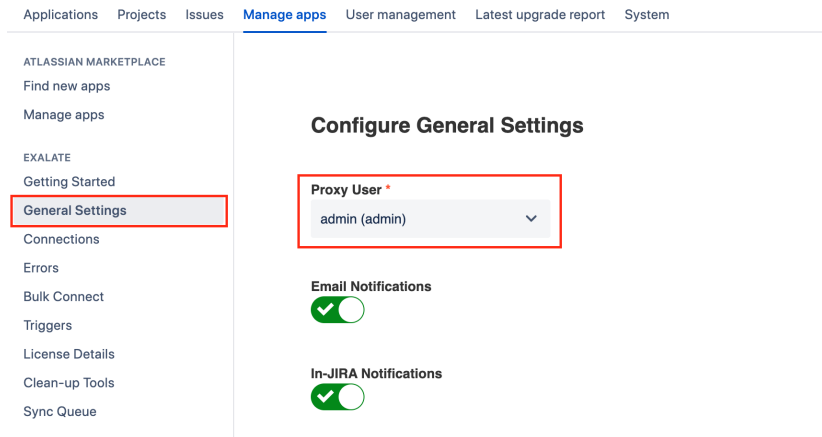 Applications Projects Issues Manage apps User management Latest upgrade report System
ATLASSIAN MARKETPLACE
Find new apps
Manage apps
EXALATE
Getting Started
General Settings
Connections
Errors
Bulk Connect
Triggers
License Details
Clean-up Tools
Sync Queue
Configure General Settings
Proxy User *
admin (admin)
Email Notifications
In-JIRA Notifications